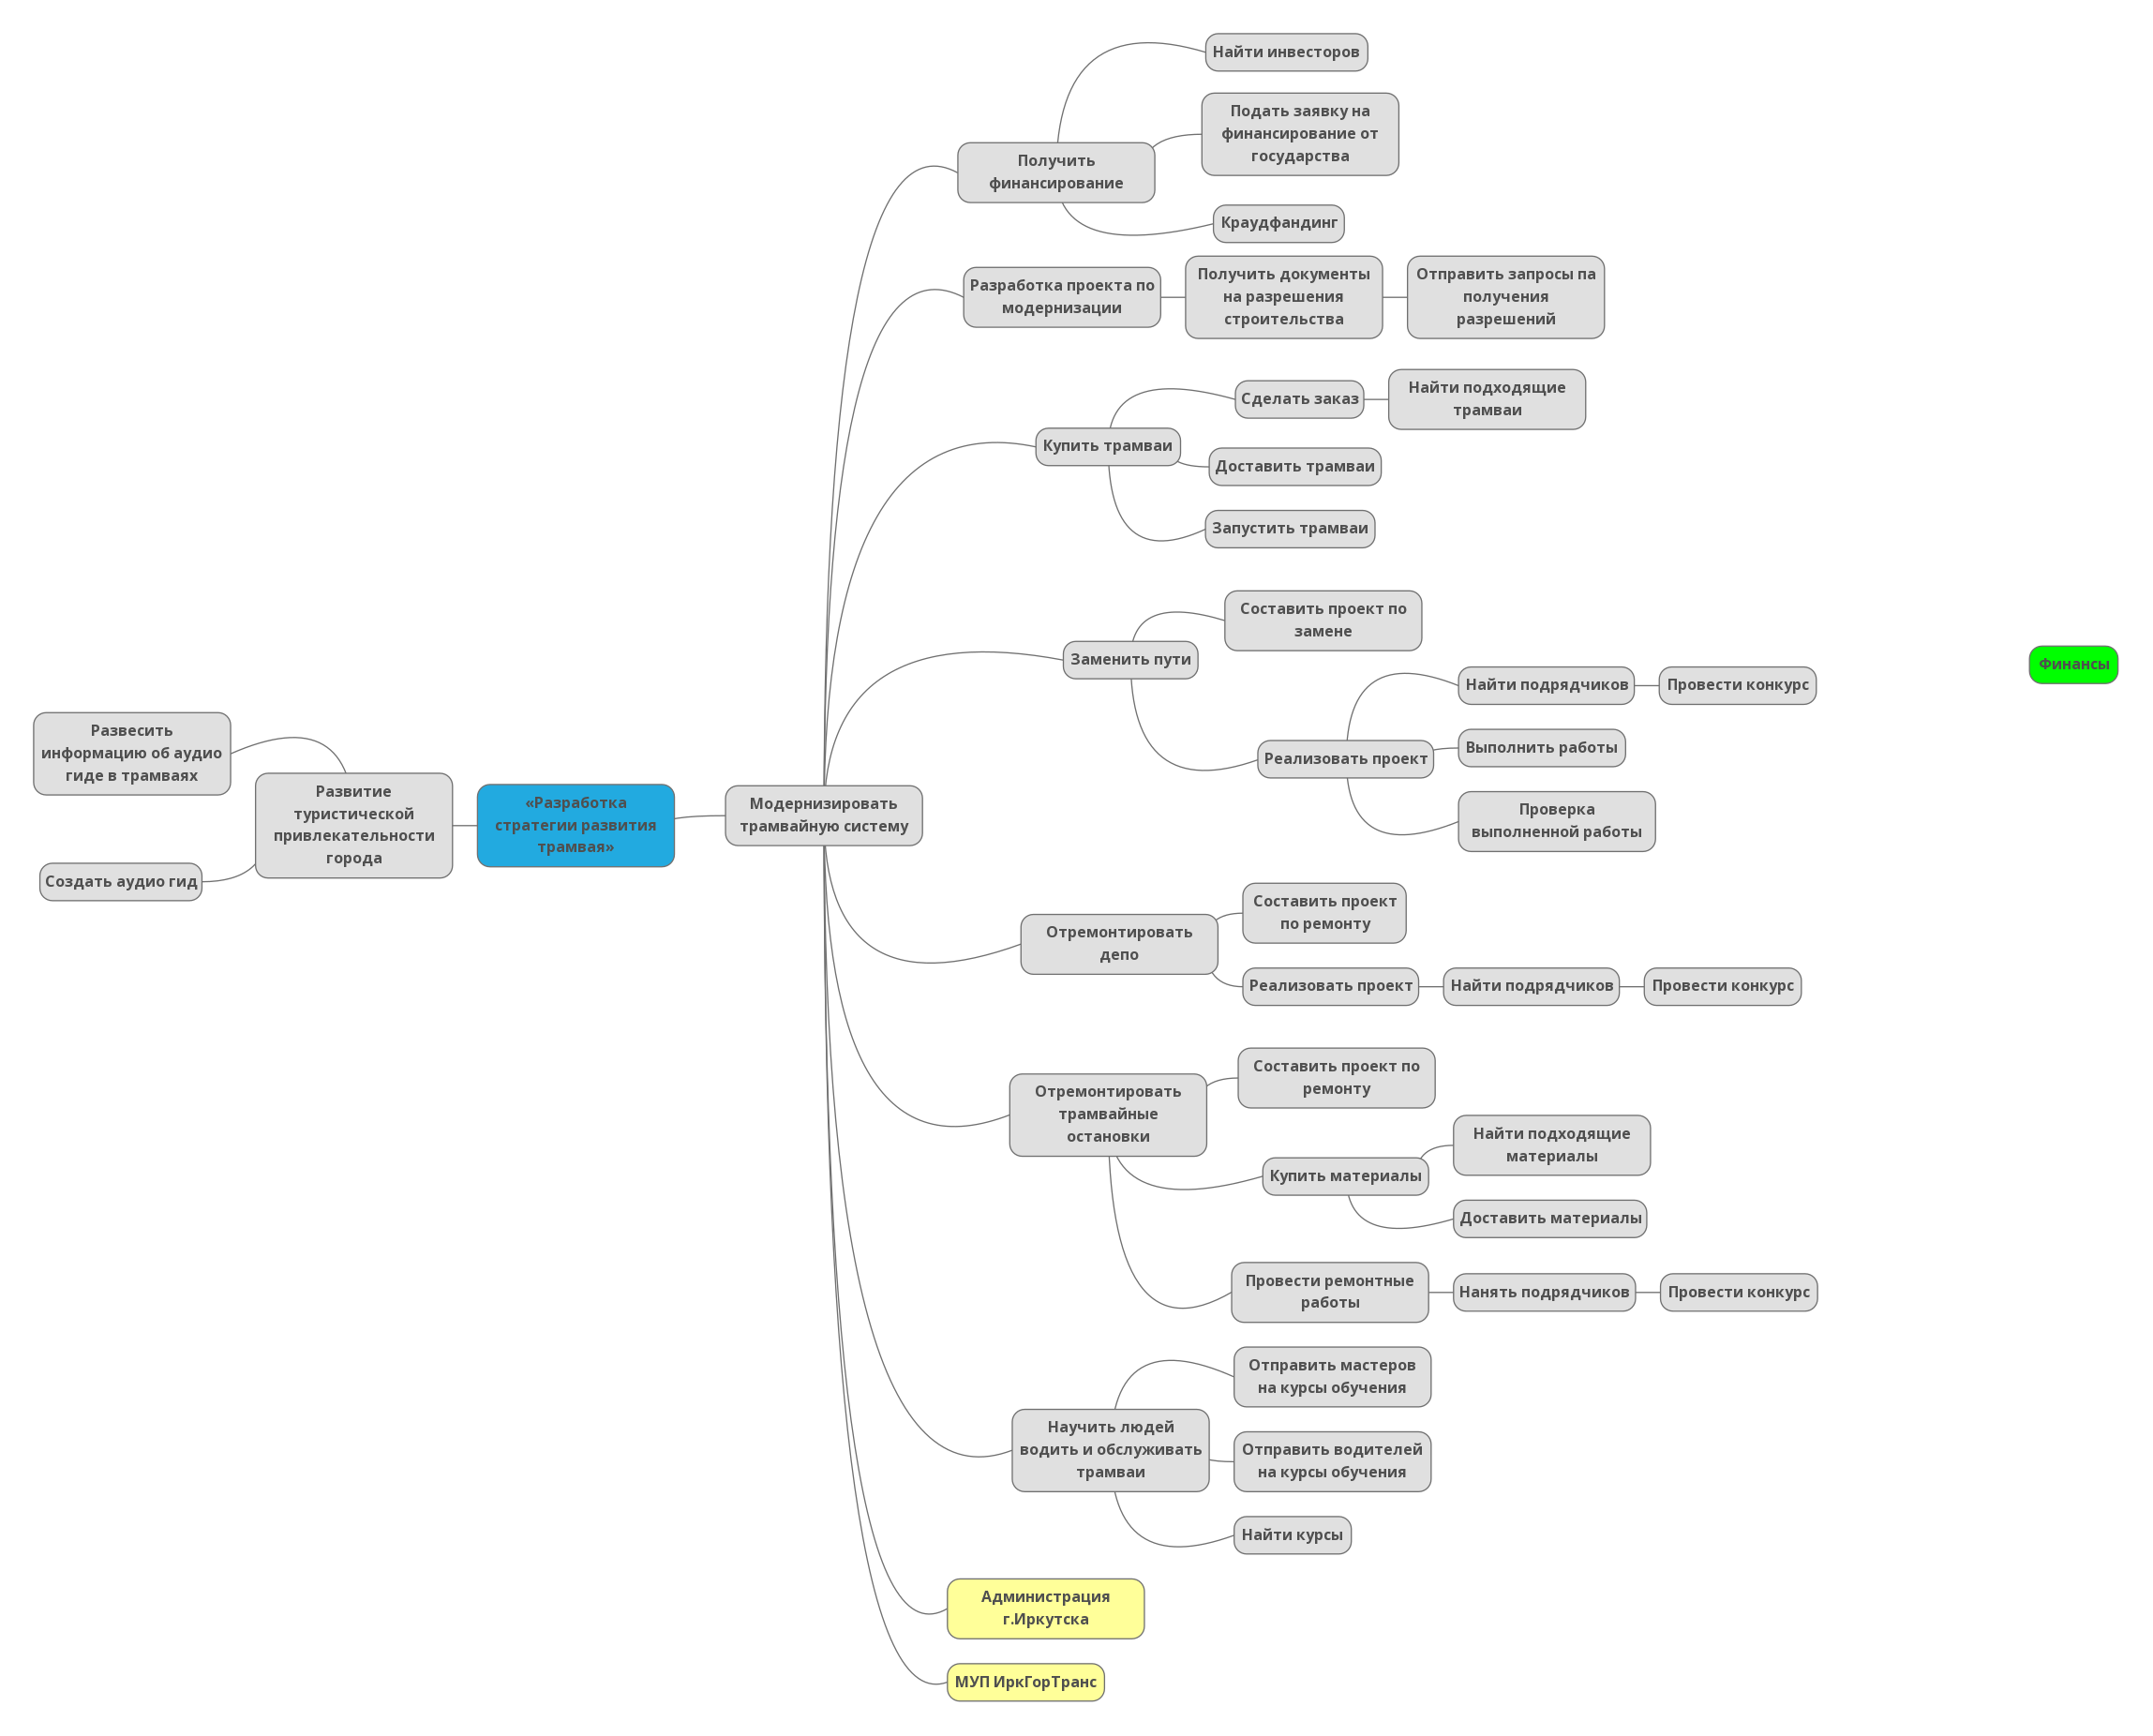 Найти инвесторов
Подать заявку на
финансирование от
государства
Получить
финансирование
Краудфандинг
Разработка проекта по
модернизации
Получить документы
на разрешения
строительства
Отправить запросы па
получения
разрешений
Сделать заказ
Найти подходящие
трамваи
Купить трамваи
Доставить трамваи
Запустить трамваи
Составить проект по
замене
Заменить пути
Финансы
Найти подрядчиков
Провести конкурс
Реализовать проект
Выполнить работы
Проверка
выполненной работы
Развесить
информацию об аудио
гиде в трамваях
Развитие
туристической
привлекательности
города
Создать аудио гид
«Разработка
стратегии развития
трамвая»
Модернизировать
трамвайную систему
Составить проект
по ремонту
Отремонтировать
депо
Реализовать проект
Найти подрядчиков
Провести конкурс
Составить проект по
ремонту
Отремонтировать
трамвайные
остановки
Найти подходящие
материалы
Купить материалы
Доставить материалы
Провести ремонтные
работы
Нанять подрядчиков
Провести конкурс
Отправить мастеров
на курсы обучения
Научить людей
водить и обслуживать
трамваи
Отправить водителей
на курсы обучения
Найти курсы
Администрация
г.Иркутска
МУП ИркГорТранс